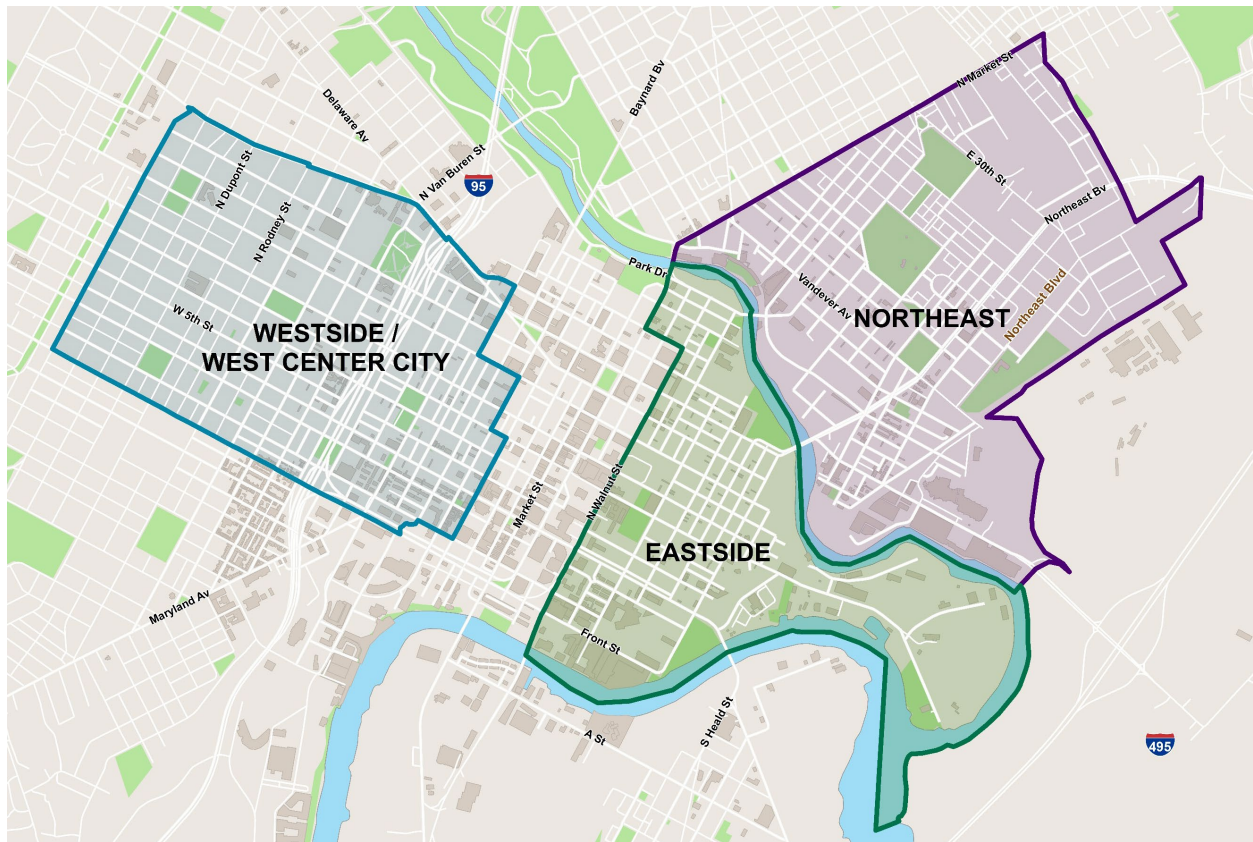 N Market St
Baynard Bv
Delaware Av
N Van Buren St
95
N Dupont St
E 30th St
N Rodney St
Northeast Bv
Park Dr
Vandever Av
Northeast Blvd
W 5th St
NORTHEAST
WESTSIDE /
WEST CENTER CITY
Market St
N Walnut St
EASTSIDE
Maryland Av
Front St
S Heald St
A St
495